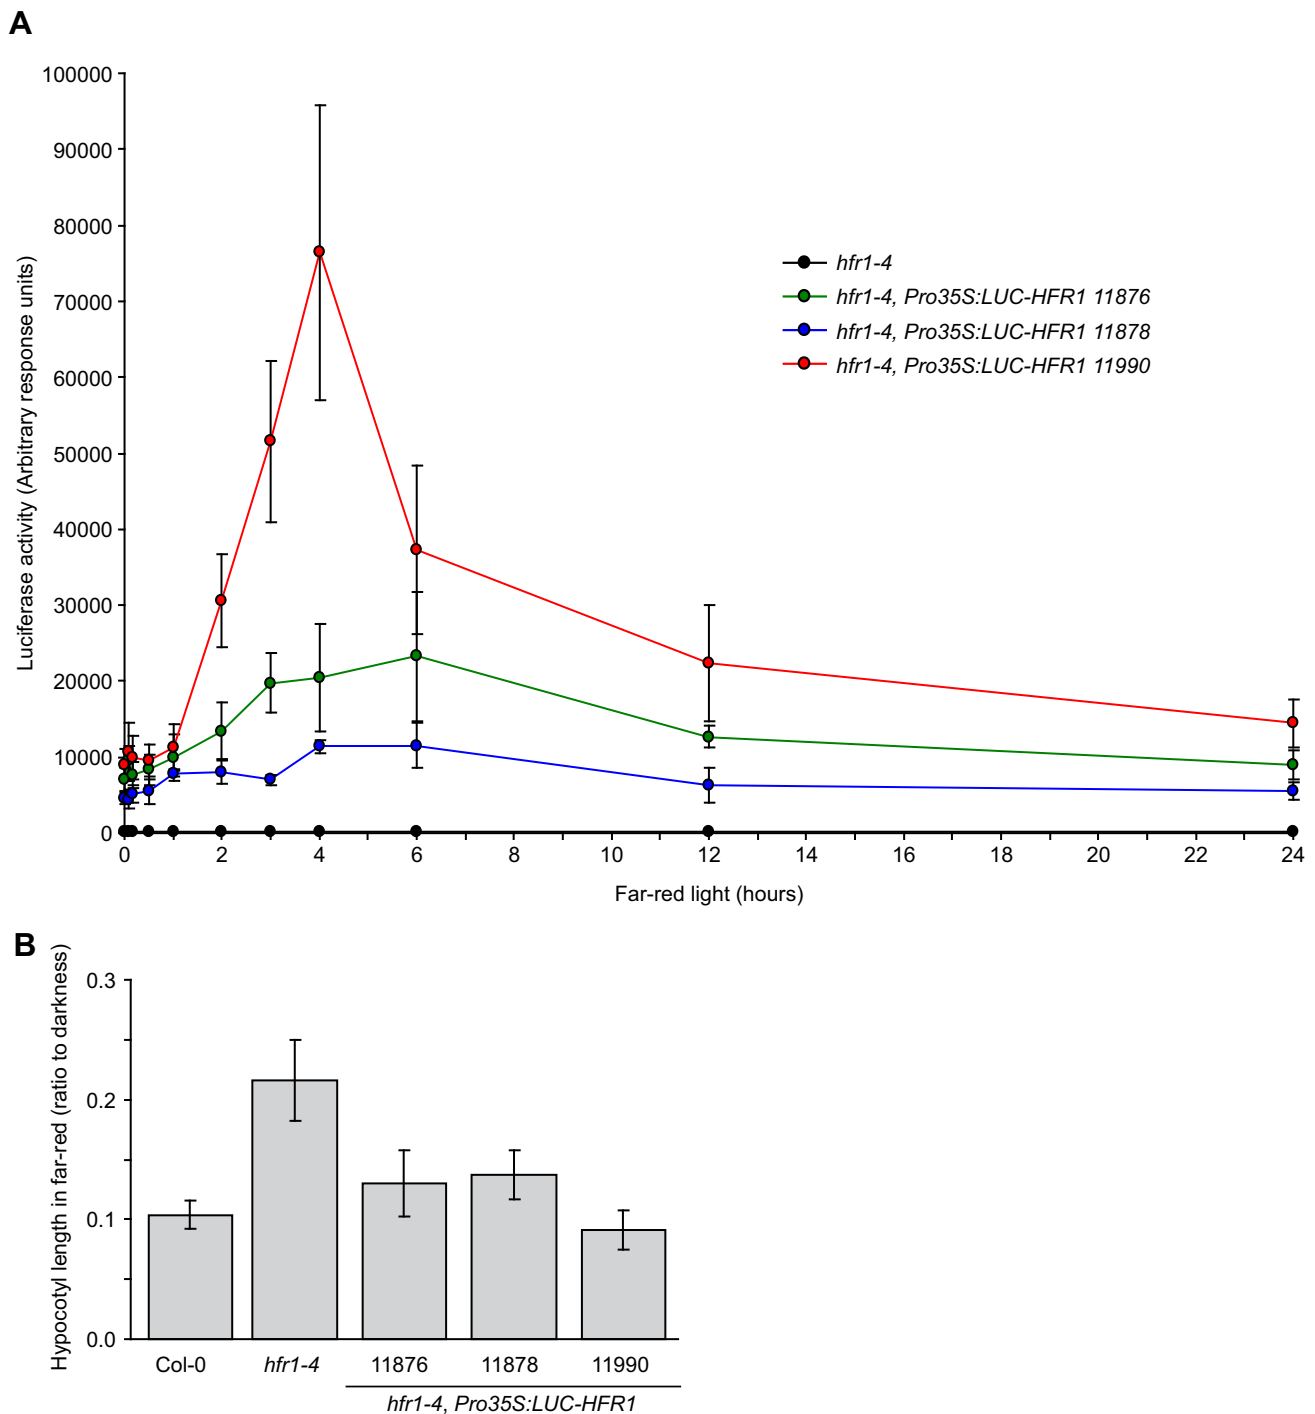 A
Luciferase activity (Arbitrary response units)
100000
90000
80000
70000
60000
50000
40000
30000
20000
10000
0
hfr1-4
hfr1-4, Pro35S:LUC-HFR1 11876
hfr1-4, Pro35S:LUC-HFR1 11878
hfr1-4, Pro35S:LUC-HFR1 11990
0 2 4 6 8 10 12 14 16 18 20 22 24
Far-red light (hours)
B
Hypocotyl length in far-red (ratio to darkness)
0.3
0.2
0.1
0.0
Col-0 hfr1-4 11876 11878 11990
hfr1-4, Pro35S:LUC-HFR1